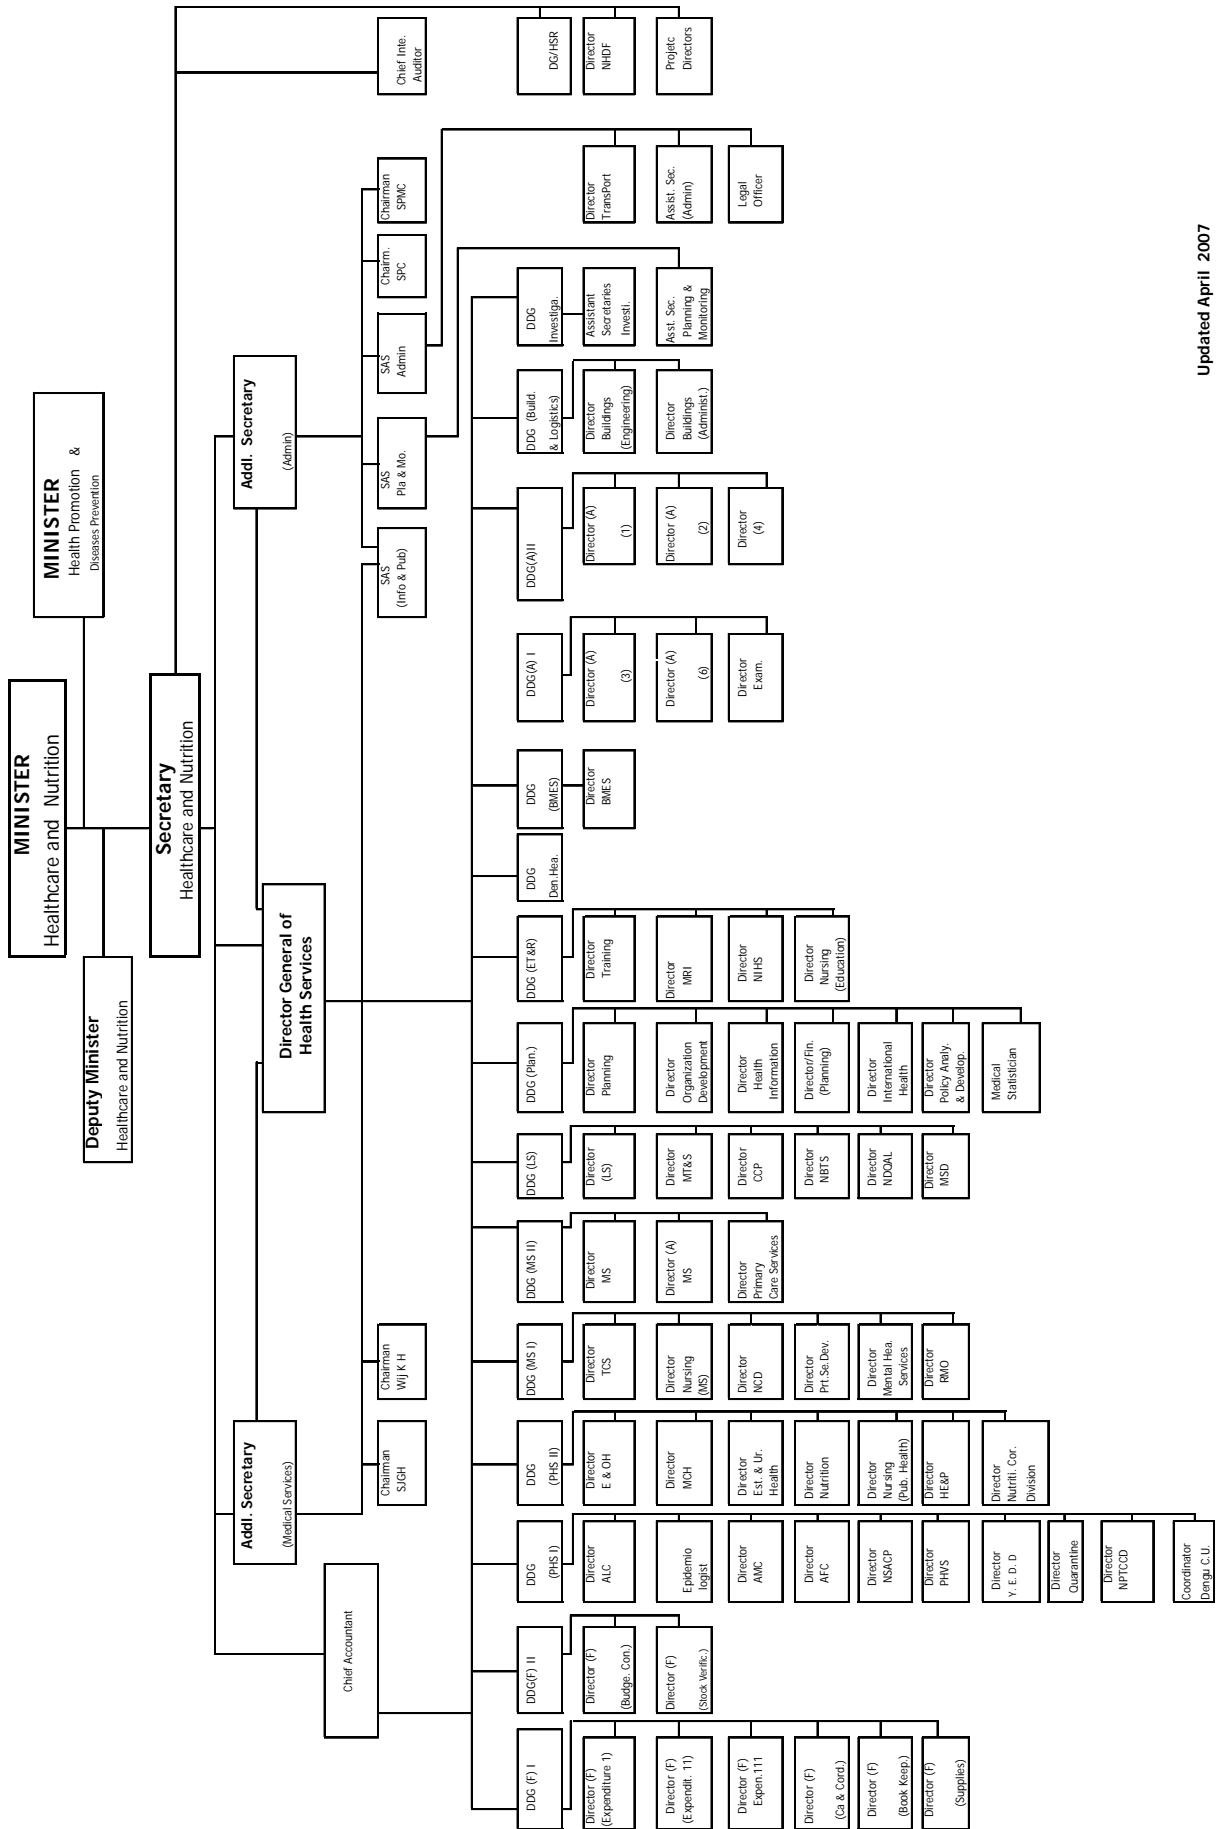 MINISTER
Healthcare and Nutrition
MINISTER
Health Promotion &
Diseases Prevention
Deputy Minister
Healthcare and Nutrition
Secretary
Healthcare and Nutrition
Addl. Secretary
(Medical Services)
Addl. Secretary
(Admin)
Director General of
Health Services
Chief Accountant
Chairman
SJGH
Chairman
Wij K H
SAS
(Info & Pub)
SAS
Pla & Mo.
SAS
Admin
Chairm.
SPC
Chairman
SPMC
Chief Inte.
Auditor
DDG (F) I
Director (F)
(Expenditure 1)
Director (F)
(Expendit. 11)
Director (F)
Expen.111
Director (F)
(Ca & Cord.)
Director (F)
(Book Keep.)
Director (F)
(Supplies)
DDG(F) II
Director (F)
(Budge. Con.)
Director (F)
(Stock Verific.)
DDG
(PHS I)
Director
ALC
Epidemio
logist
Director
AMC
Director
AFC
Director
NSACP
Director
PHVS
Director
Y. E. D. D
Director
Quarantine
Director
NPTCCD
Coordinator
Dengu C.U.
DDG
(PHS II)
Director
E & OH
Director
MCH
Director
Est. & Ur.
Health
Director
Nutrition
Director
Nursing
(Pub. Health)
Director
HE&P
Director
Nutriti. Cor.
Division
DDG (MS I)
Director
TCS
Director
Nursing
(MS)
Director
NCD
Director
Prt.Se.Dev.
Director
Mental Hea.
Services
Director
RMO
DDG (MS II)
Director
MS
Director (A)
MS
Director
Primary
Care Services
DDG (LS)
Director
(LS)
Director
MT&S
Director
CCP
Director
NBTS
Director
NDQAL
Director
MSD
DDG (Plan.)
Director
Planning
Director
Organization
Development
Director
Health
Information
Director/Fin.
(Planning)
Director
International
Health
Director
Policy Analy.
& Develop.
Medical
Statistician
DDG (ET&R)
Director
Training
Director
MRI
Director
NIHS
Director
Nursing
(Education)
DDG
Den.Hea.
DDG
(BMES)
Director
BMES
DDG(A) I
Director (A)
(3)
Director (A)
(6)
Director
Exam.
DDG(A)II
Director (A)
(1)
Director (A)
(2)
Director
(4)
DDG (Build.
& Logistics)
Director
Buildings
(Engineering)
Director
Buildings
(Administ.)
DDG
Investiga.
Assistant
Secretaries
Investi.
Asst. Sec.
Planning &
Monitoring
Director
TransPort
Assist. Sec.
(Admin)
Legal
Officer
DG/HSR
Director
NHDF
Projetc
Directors
Updated April 2007